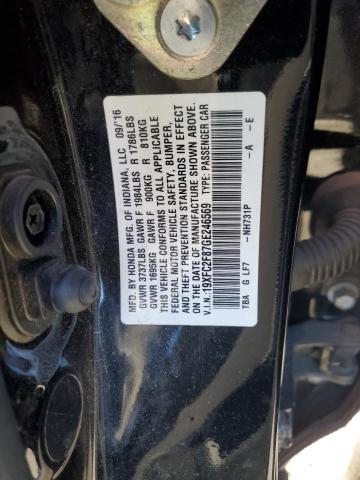 MFD. BY HONDA MFG. OF INDIANA, LLC 09/'16
GVWR 3737LBS GAWR F 1984LBS R 1786LBS
GVWR 1695KG GAWR F 900KG R 810KG
THIS VEHICLE CONFORMS TO ALL APPLICABLE
FEDERAL MOTOR VEHICLE SAFETY, BUMPER,
AND THEFT PREVENTION STANDARDS IN EFFECT
ON THE DATE OF MANUFACTURE SHOWN ABOVE.
V.I.N.: 19XFC2F87GE246569 TYPE: PASSENGER CAR
TBA G LF7 — NH731P — A — E